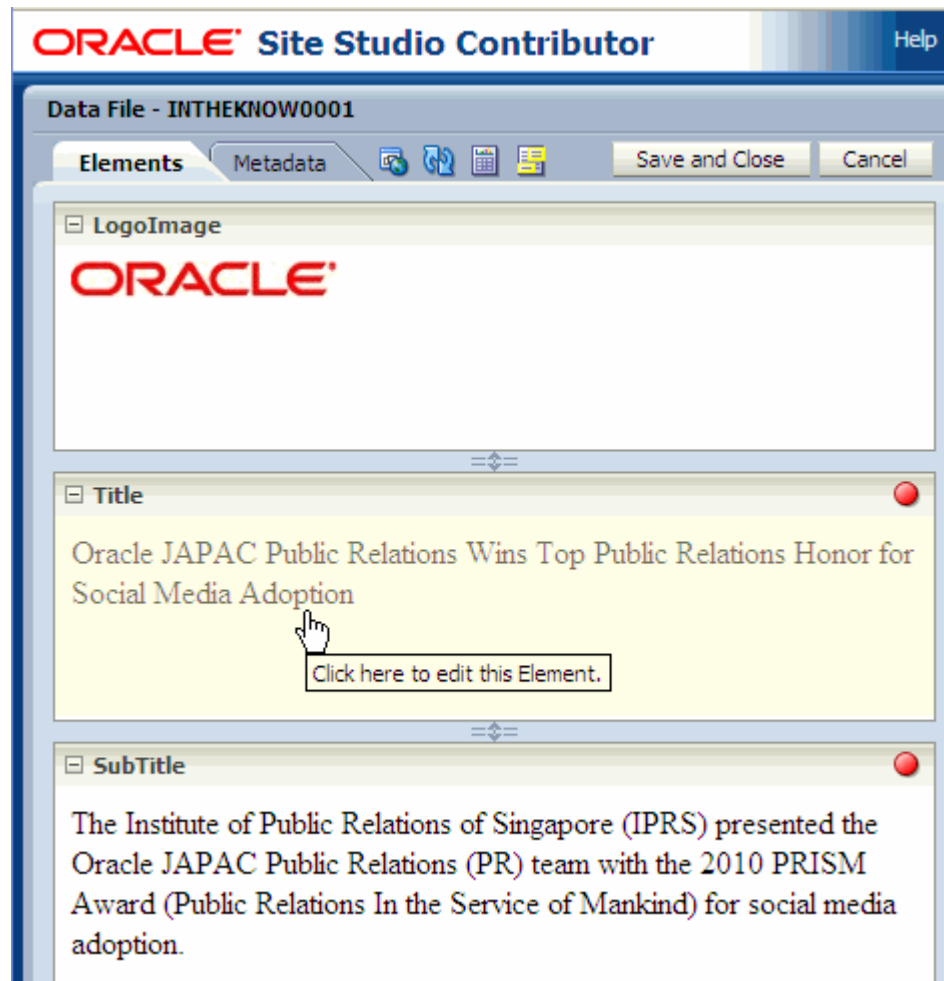 ORACLE Site Studio Contributor Help
Data File - INTHEKNOW0001
Elements Metadata Save and Close Cancel
LogoImage
ORACLE
Title
Oracle JAPAC Public Relations Wins Top Public Relations Honor for
Social Media Adoption
Click here to edit this Element.
SubTitle
The Institute of Public Relations of Singapore (IPRS) presented the
Oracle JAPAC Public Relations (PR) team with the 2010 PRISM
Award (Public Relations In the Service of Mankind) for social media
adoption.